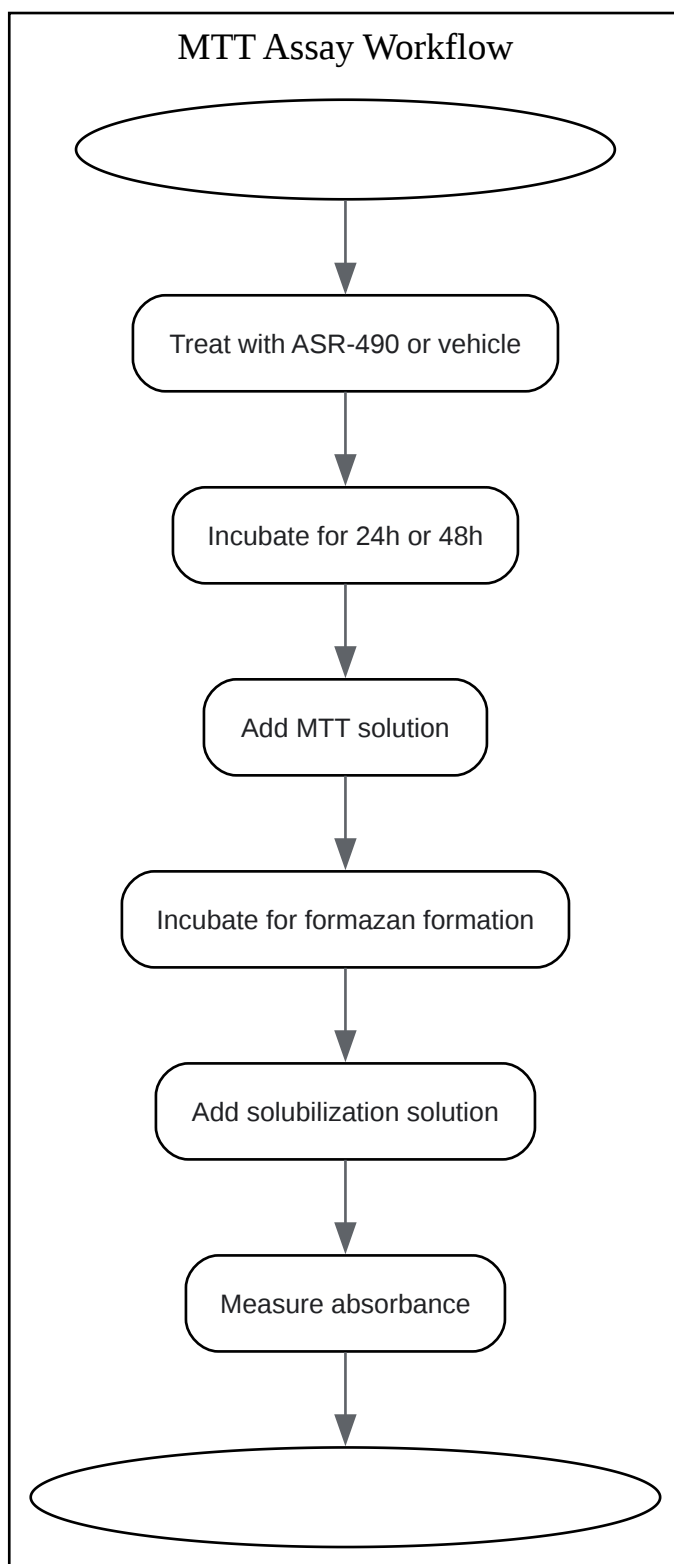 MTT Assay Workflow
Treat with ASR-490 or vehicle
Incubate for 24h or 48h
Add MTT solution
Incubate for formazan formation
Add solubilization solution
Measure absorbance